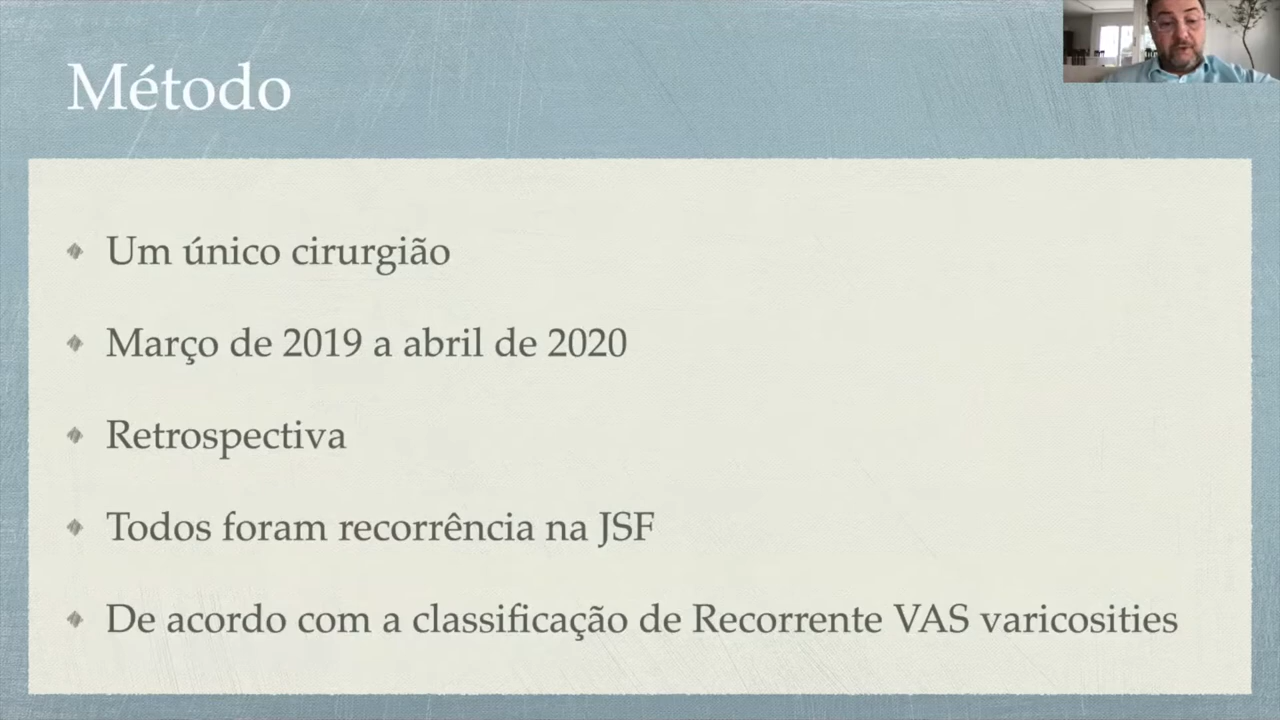 Método
Um único cirurgião
Março de 2019 a abril de 2020
Retrospectiva
Todos foram recorrência na JSF
De acordo com a classificação de Recorrente VAS varicosities